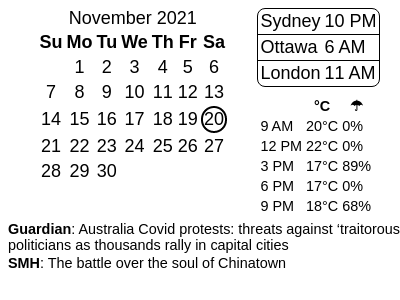 November 2021
Su Mo Tu We Th Fr Sa
1 2 3 4 5 6
7 8 9 10 11 12 13
14 15 16 17 18 19 20
21 22 23 24 25 26 27
28 29 30
Sydney 10 PM
Ottawa 6 AM
London 11 AM
°C ☂
9 AM 20°C 0%
12 PM 22°C 0%
3 PM 17°C 89%
6 PM 17°C 0%
9 PM 18°C 68%
Guardian: Australia Covid protests: threats against ‘traitorous
politicians as thousands rally in capital cities
SMH: The battle over the soul of Chinatown